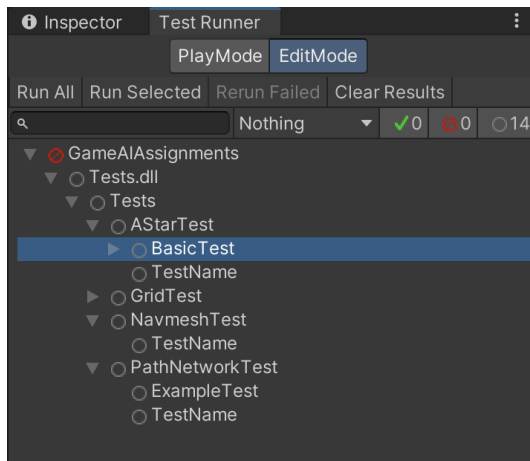 Inspector Test Runner
PlayMode EditMode
Run All Run Selected Rerun Failed Clear Results
Nothing 0 0 14
GameAIAssignments
Tests.dll
Tests
AStarTest
BasicTest
TestName
GridTest
NavmeshTest
TestName
PathNetworkTest
ExampleTest
TestName